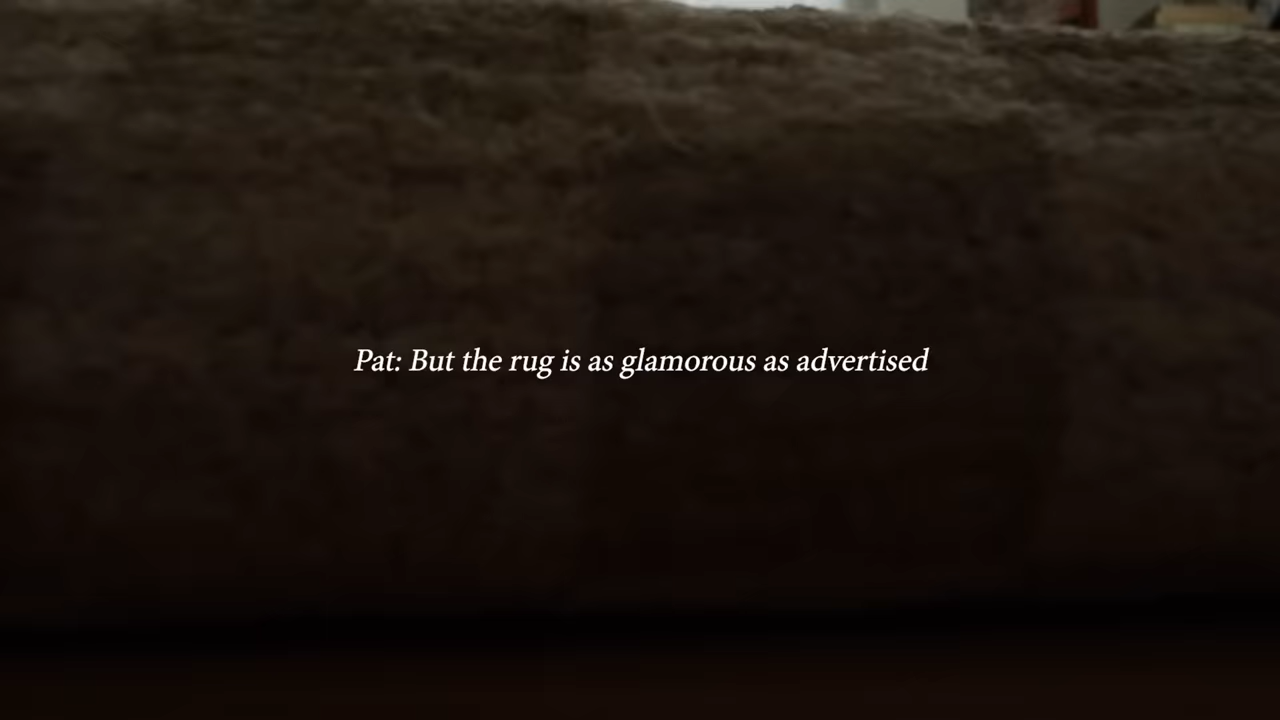 Pat: But the rug is as glamorous as advertised